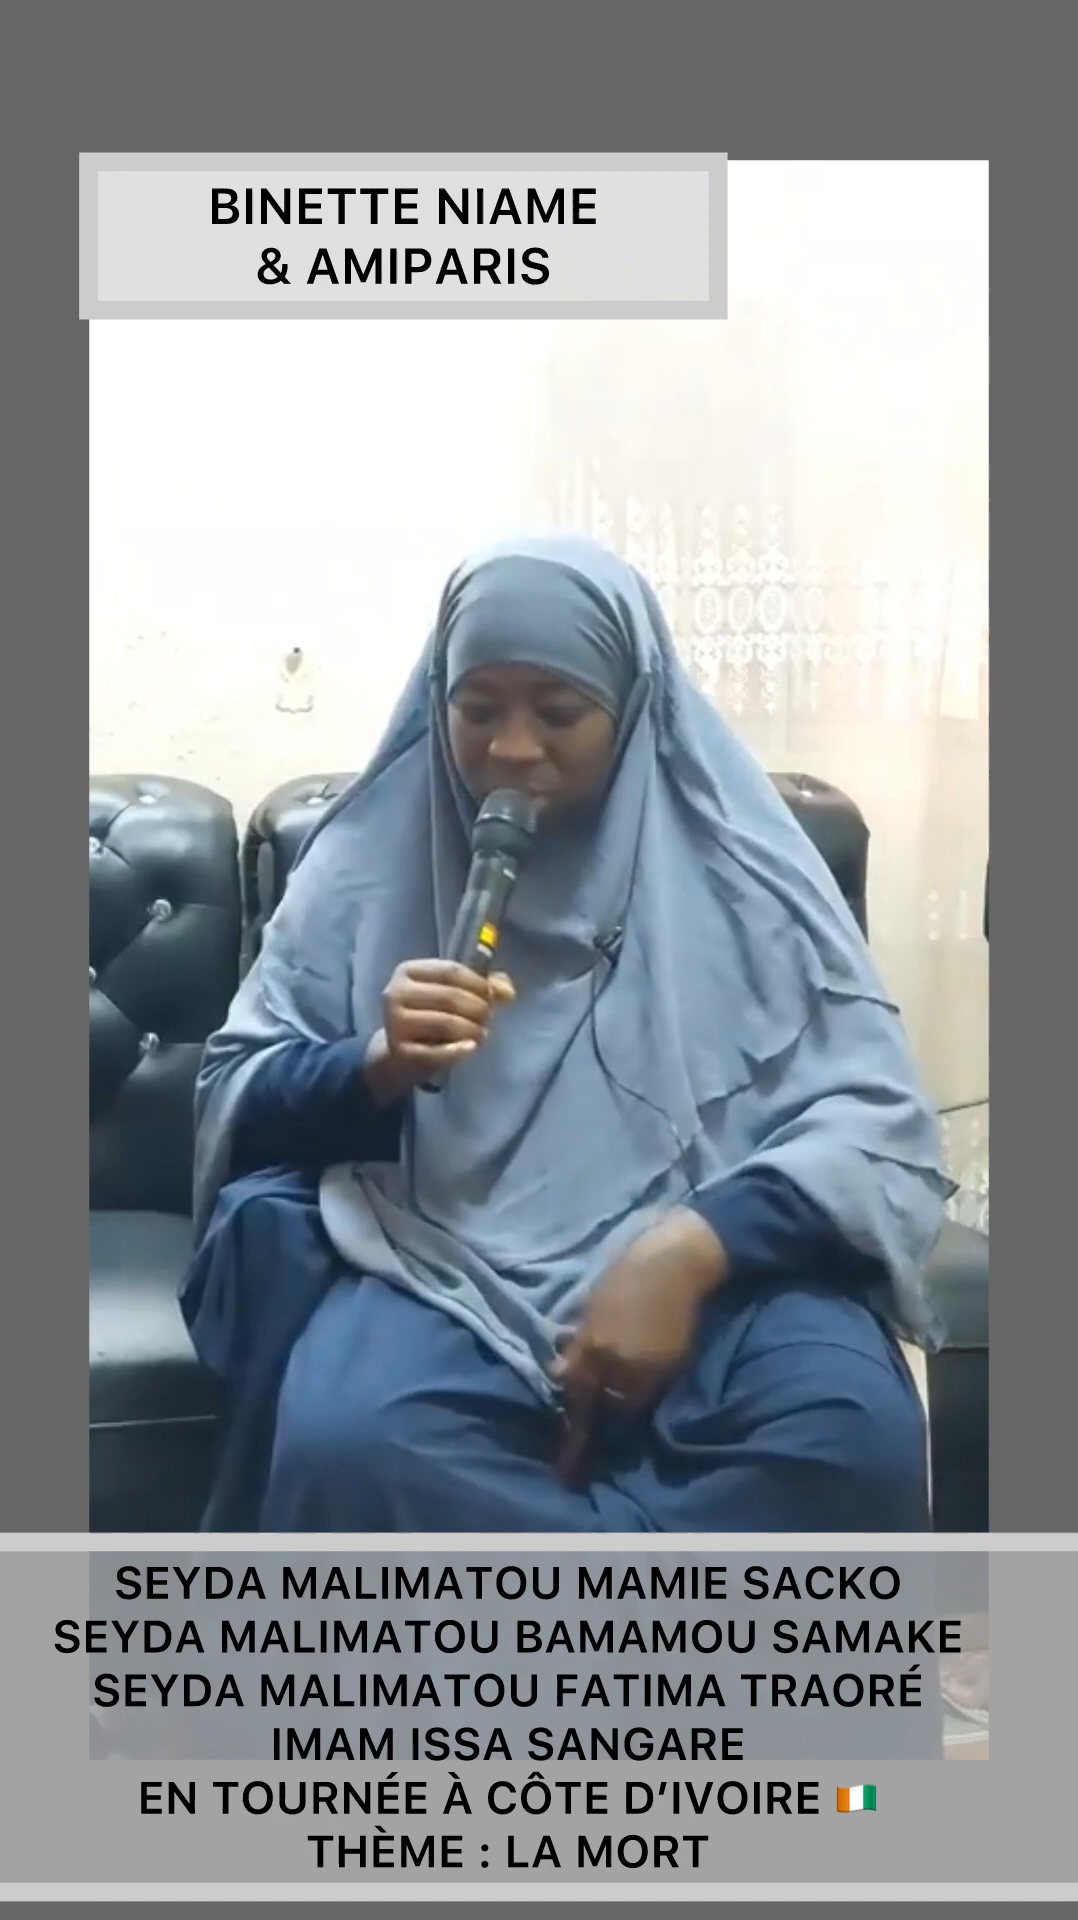 BINETTE NIAME
& AMIPARIS
SEYDA MALIMATOU MAMIE SACKO
SEYDA MALIMATOU BAMAMOU SAMAKE
SEYDA MALIMATOU FATIMA TRAORÉ
IMAM ISSA SANGARE
EN TOURNÉE À CÔTE D’IVOIRE 🇨🇮
THÈME : LA MORT